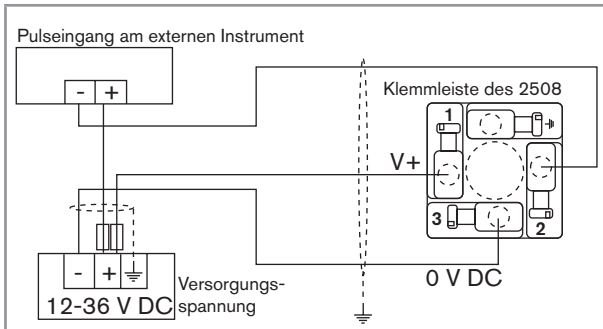 Pulseingang am externen Instrument
- +
Klemmleiste des 2508
1
V+
3
2
0 V DC
- +
12-36 V DC
Versorgungs-
spannung